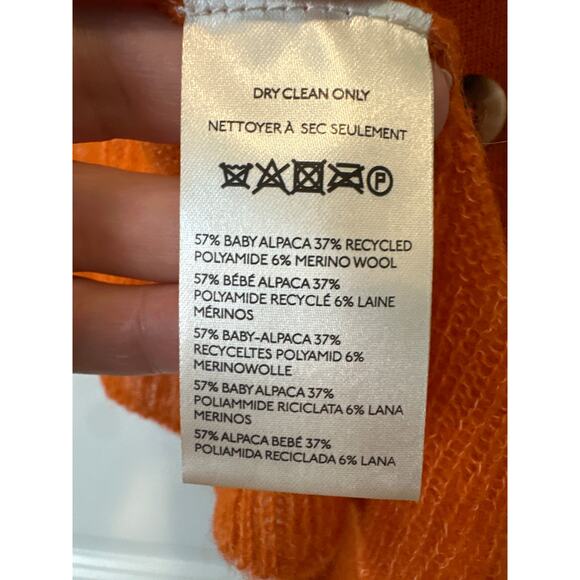 DRY CLEAN ONLY
NETTOYER À SEC SEULEMENT
P
57% BABY ALPACA 37% RECYCLED
POLYAMIDE 6% MERINO WOOL
57% BÉBÉ ALPACA 37%
POLYAMIDE RECYCLÉ 6% LAINE
MÉRINOS
57% BABY-ALPACA 37%
RECYCELTES POLYAMID 6%
MERINOWOLLE
57% BABY ALPACA 37%
POLIAMMIDE RICICLATA 6% LANA
MERINOS
57% ALPACA BEBÉ 37%
POLIAMIDA RECICLADA 6% LANA